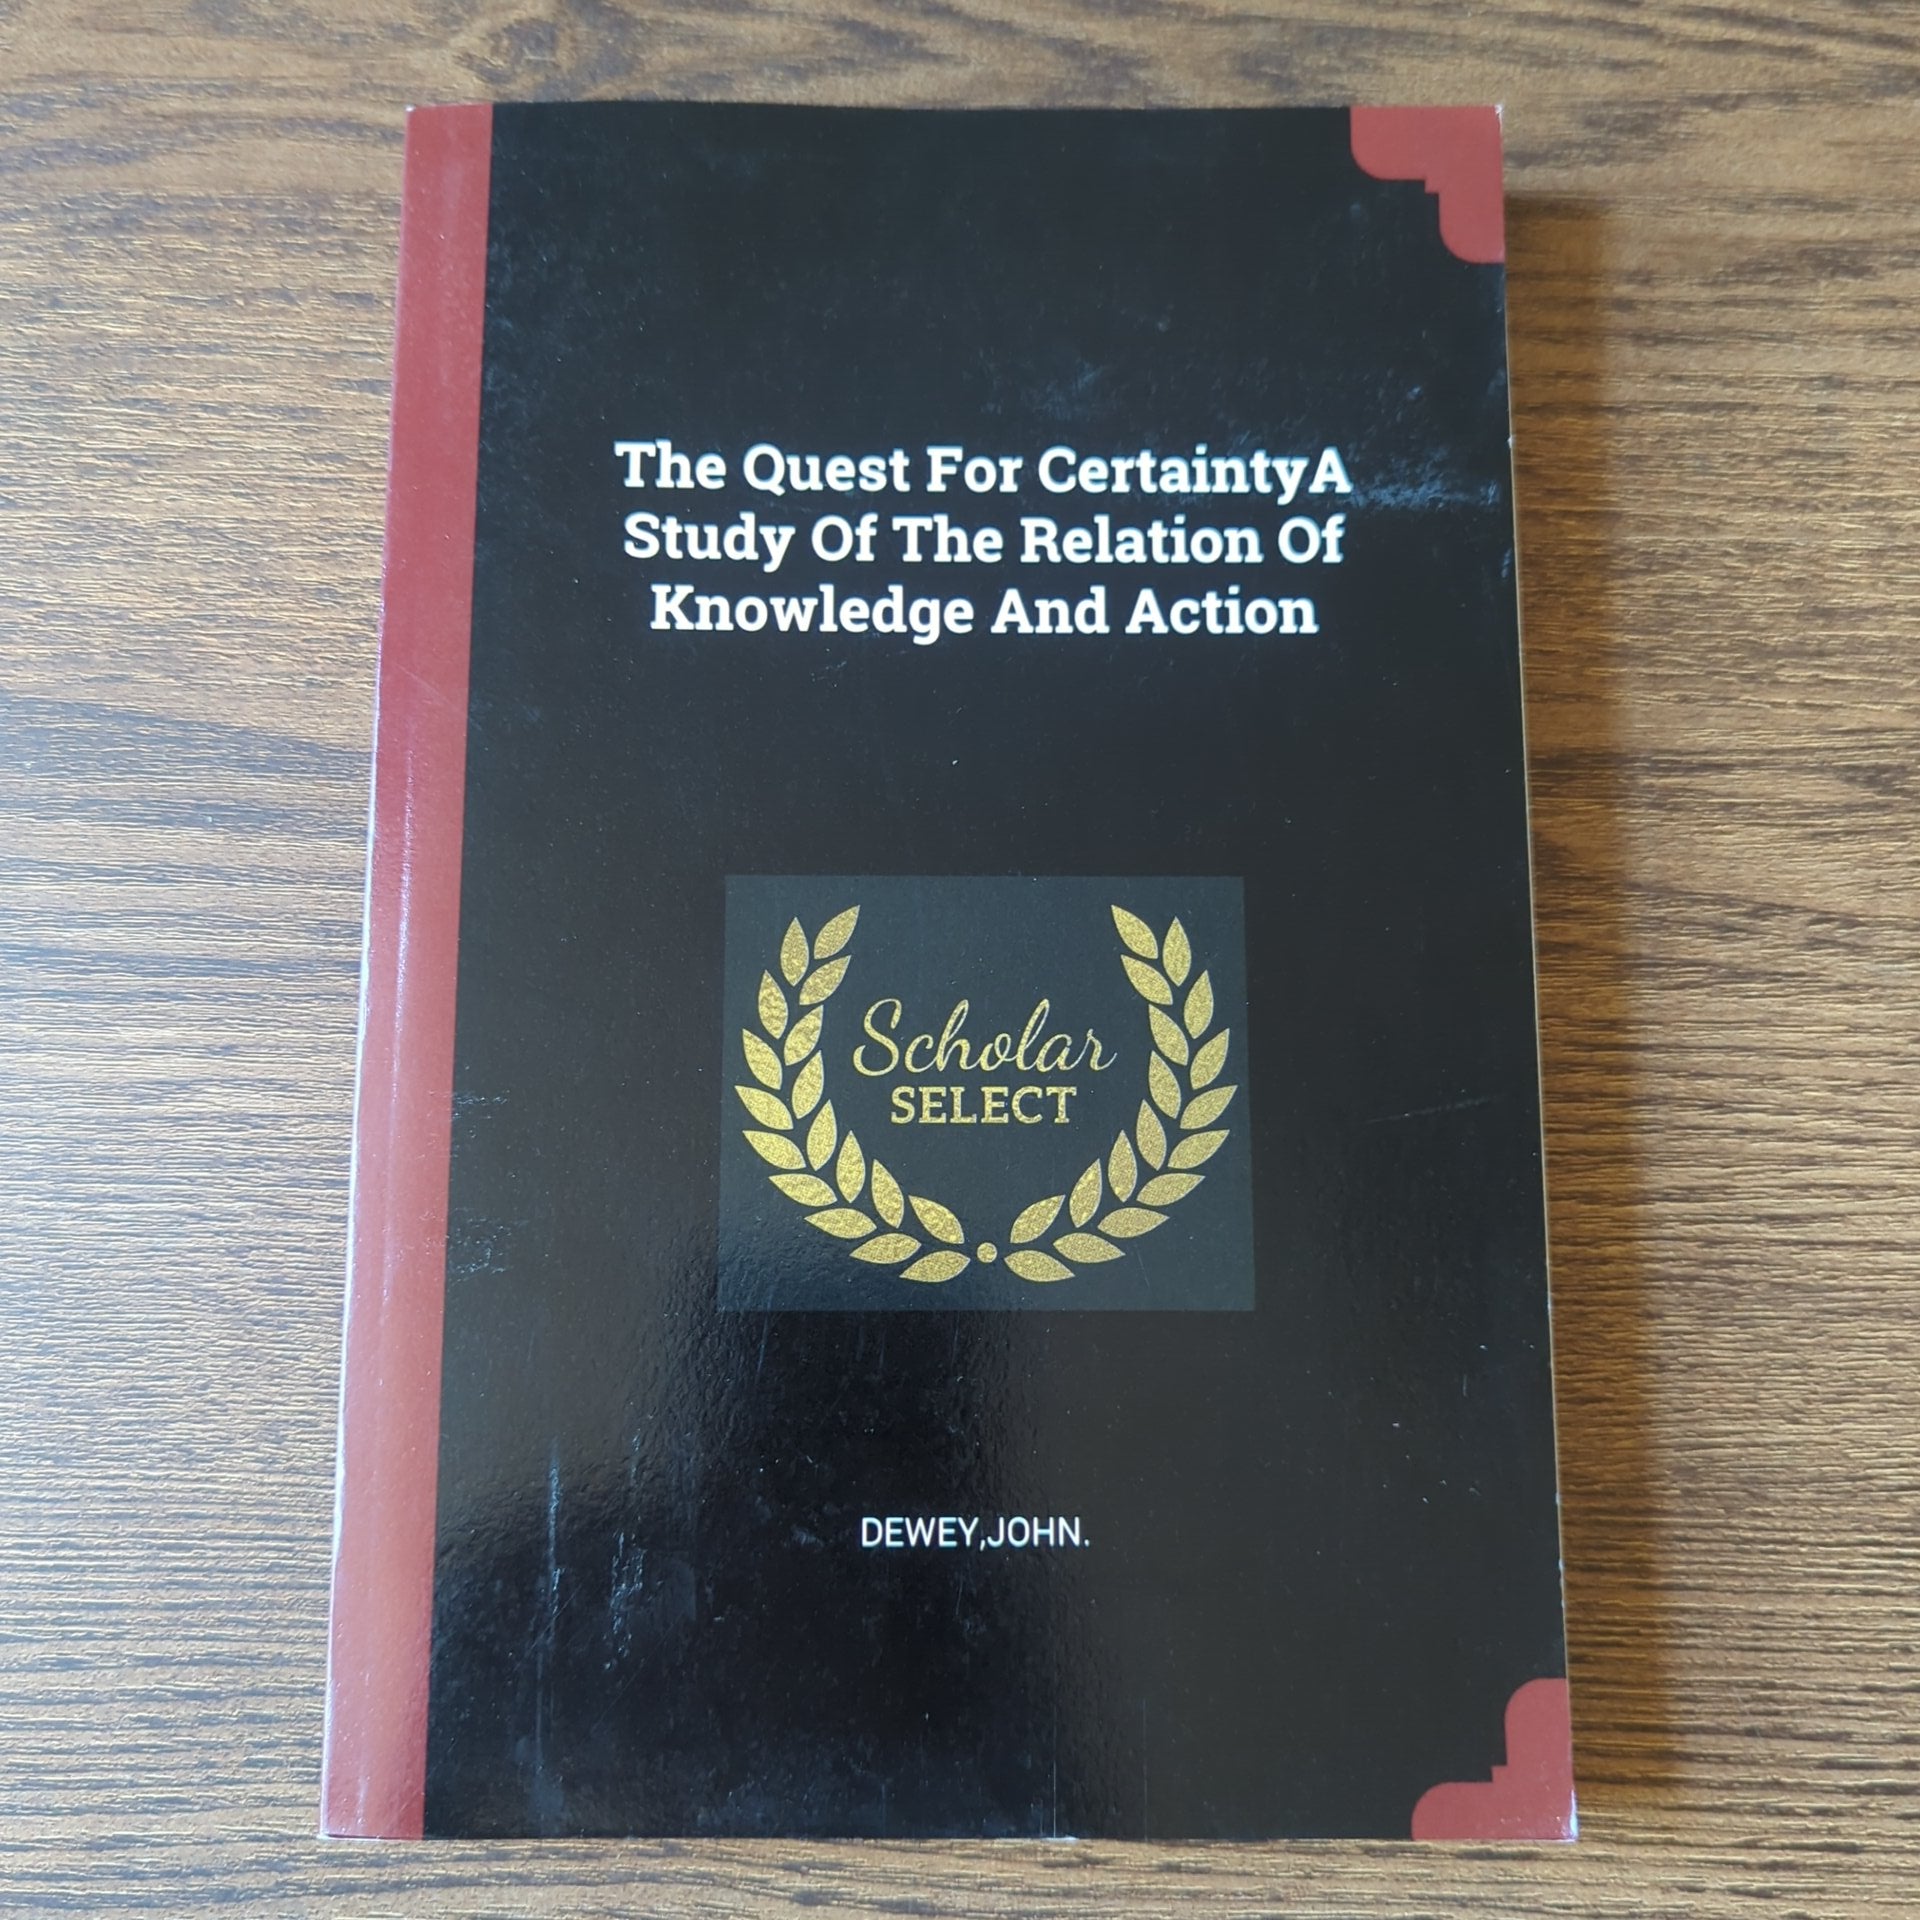 The Quest For CertaintyA
Study Of The Relation Of
Knowledge And Action
Scholar
SELECT
DEWEY,JOHN.